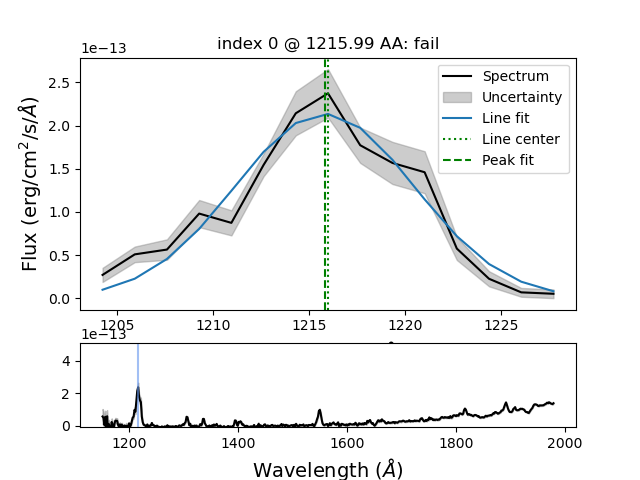 index 0 @ 1215.99 AA: fail
1e−13
Flux (erg/cm²/s/Å)
2.5
2.0
1.5
1.0
0.5
0.0
Spectrum
Uncertainty
Line fit
Line center
Peak fit
1205 1210 1215 1220 1225
1e−13
4
2
0
1200 1400 1600 1800 2000
Wavelength (Å)